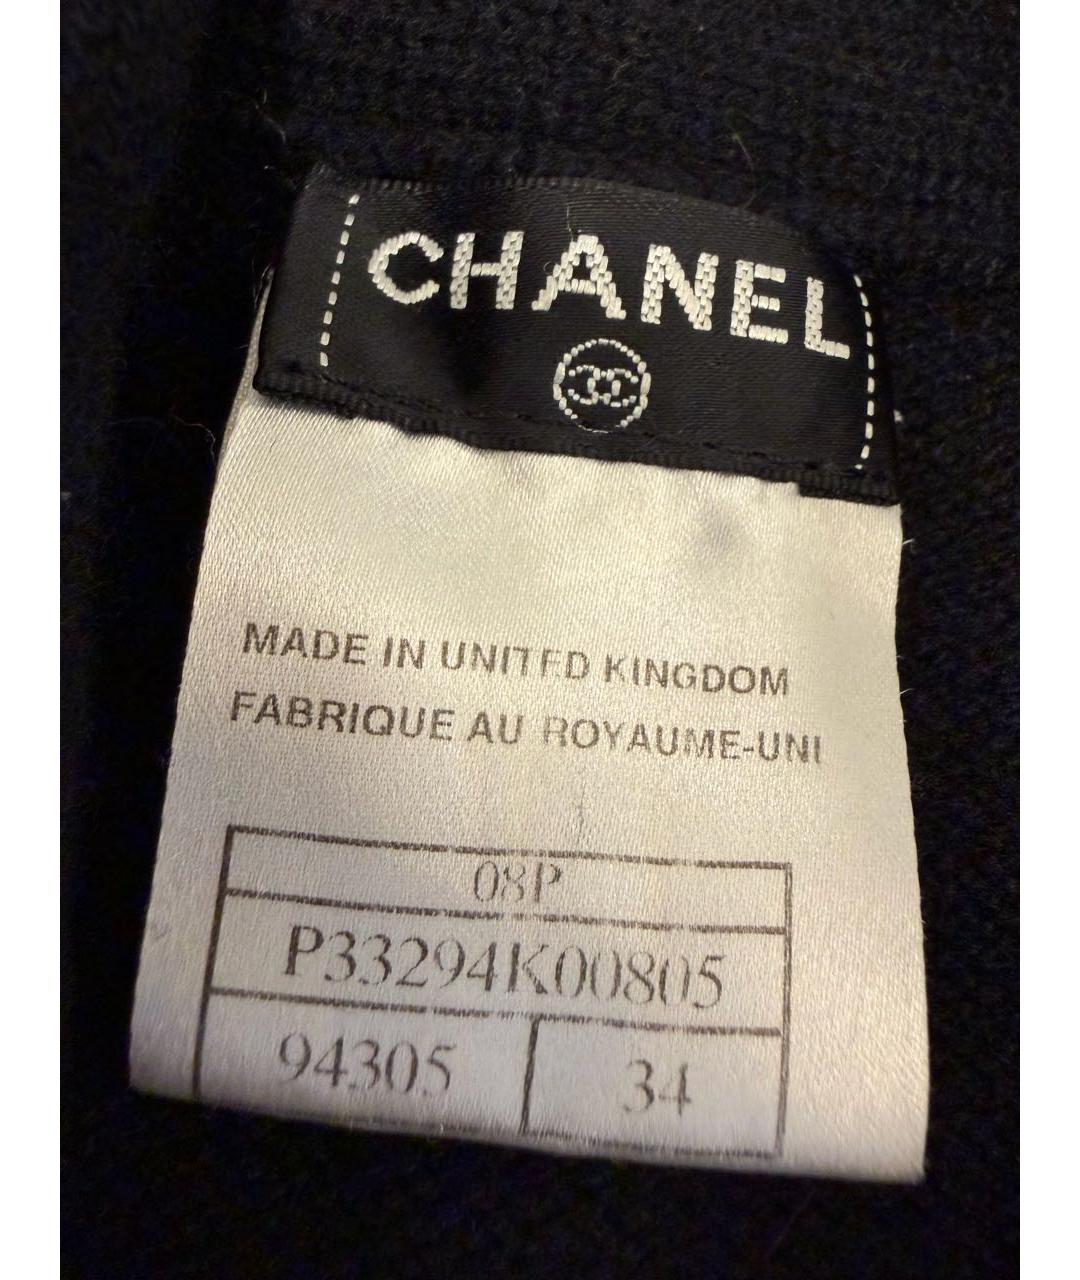 CHANEL
MADE IN UNITED KINGDOM
FABRIQUE AU ROYAUME-UNI
08P
P33294K00805
94305 34